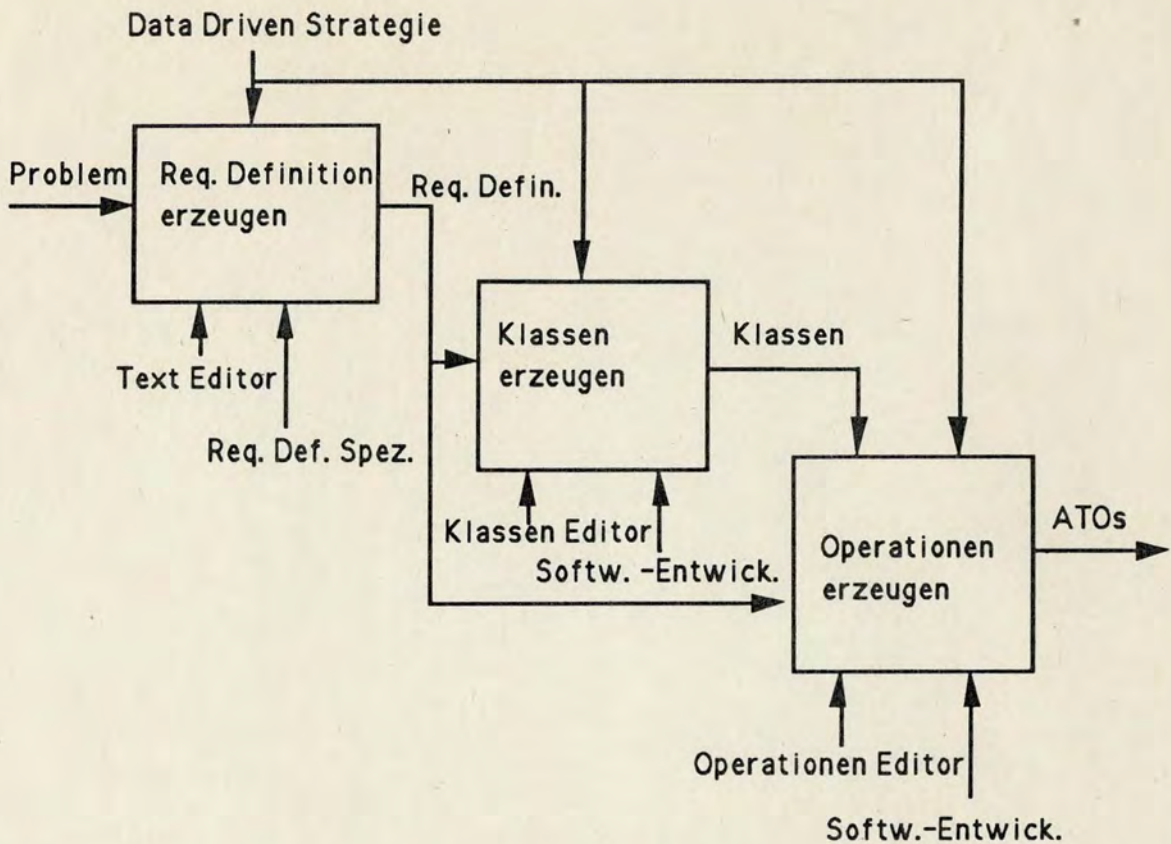 Data Driven Strategie
Problem
Req. Definition
erzeugen
Req. Defin.
Text Editor
Req. Def. Spez.
Klassen
erzeugen
Klassen
Klassen Editor
Softw. -Entwick.
Operationen
erzeugen
ATOs
Operationen Editor
Softw.-Entwick.